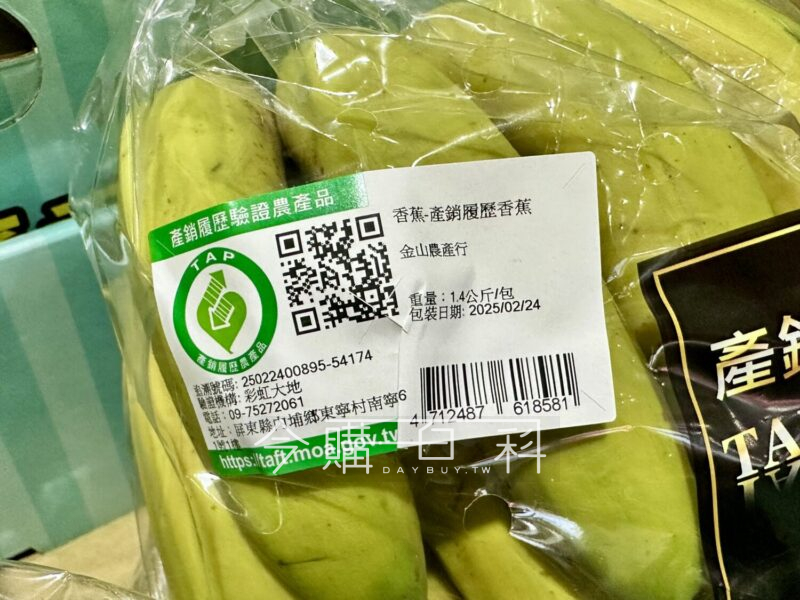 產銷履歷驗證農產品
TAP
產銷履歷農產品
香蕉-產銷履歷香蕉
金山農產行
重量：1.4公斤/包
包裝日期: 2025/02/24
追溯號碼: 25022400895-54174
驗證機構: 彩虹大地
電話: 09-75272061
地址: 屏東縣內埔鄉東寧村南寧6
https://taft.moa.gov.tw
4 712487 618581
今購百科
DAYBUY.TW
產銷
TA